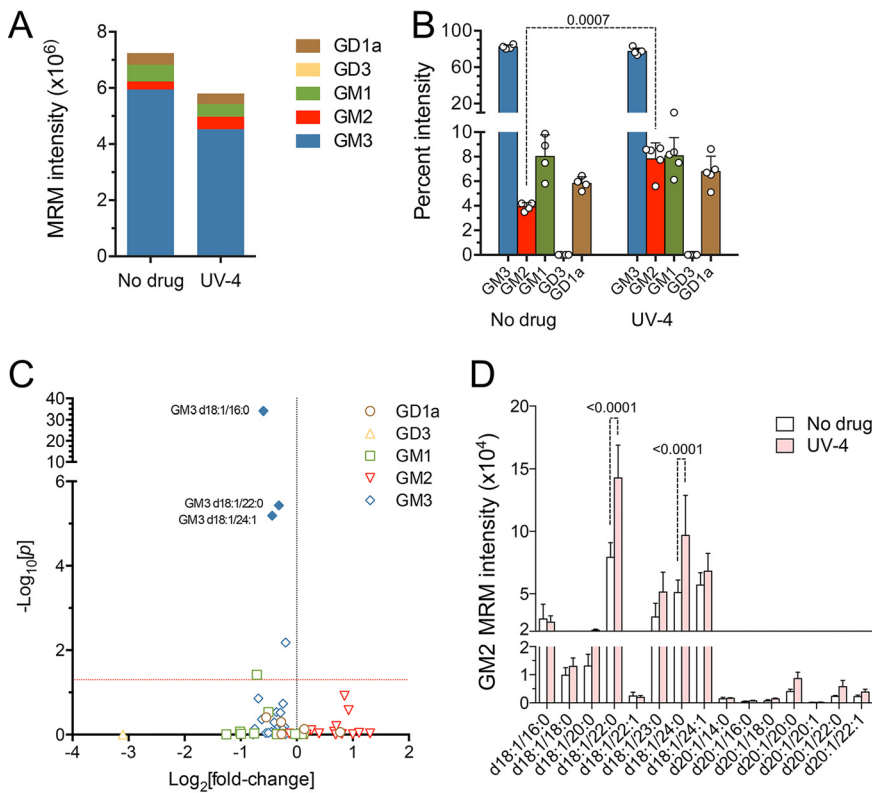 A
MRM intensity (x10⁶)
8
6
4
2
0
No drug
UV-4
GD1a
GD3
GM1
GM2
GM3
B
Percent intensity
100
80
60
40
10
8
6
4
2
0
0.0007
GM3
GM2
GM1
GD3
GD1a
GM3
GM2
GM1
GD3
GD1a
No drug
UV-4
C
-Log₁₀[p]
40
30
20
10
6
4
2
0
GM3 d18:1/16:0
GM3 d18:1/22:0
GM3 d18:1/24:1
GD1a
GD3
GM1
GM2
GM3
-4
-3
-2
-1
0
1
2
Log₂[fold-change]
D
GM2 MRM intensity (x10⁴)
20
15
10
5
2
2
1
0
<0.0001
<0.0001
No drug
UV-4
d18:1/16:0
d18:1/18:0
d18:1/20:0
d18:1/22:0
d18:1/22:1
d18:1/23:0
d18:1/24:0
d18:1/24:1
d20:1/14:0
d20:1/16:0
d20:1/18:0
d20:1/20:0
d20:1/20:1
d20:1/22:0
d20:1/22:1